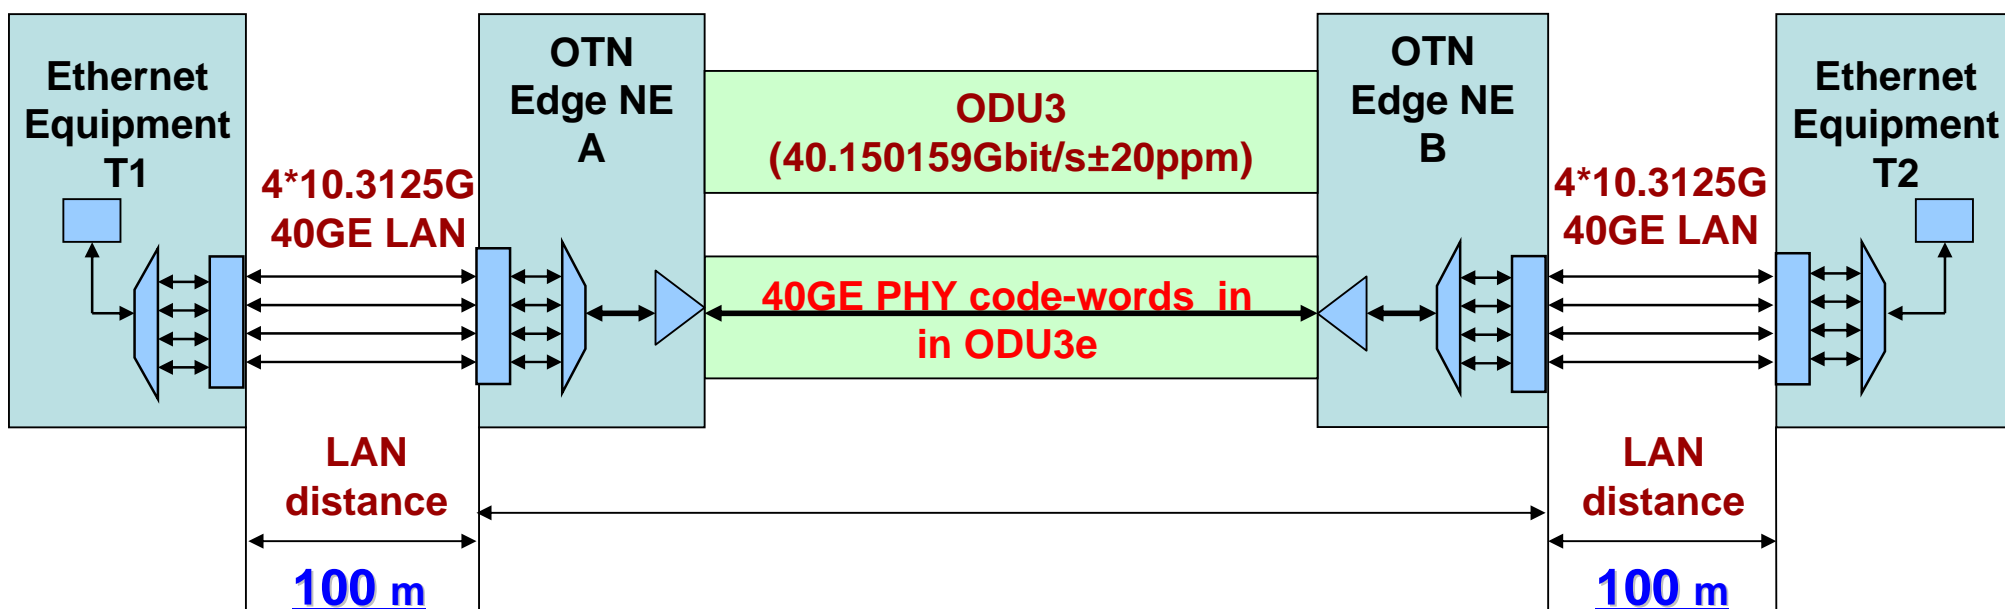 Ethernet
Equipment
T1
4*10.3125G
40GE LAN
OTN
Edge NE
A
ODU3
(40.150159Gbit/s±20ppm)
40GE PHY code-words in
in ODU3e
OTN
Edge NE
B
4*10.3125G
40GE LAN
Ethernet
Equipment
T2
LAN
distance
100 m
LAN
distance
100 m